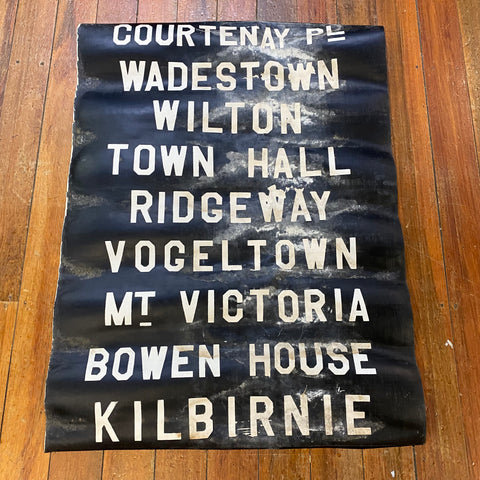 COURTENAY PL
WADESTOWN
WILTON
TOWN HALL
RIDGEWAY
VOGELTOWN
MT VICTORIA
BOWEN HOUSE
KILBIRNIE